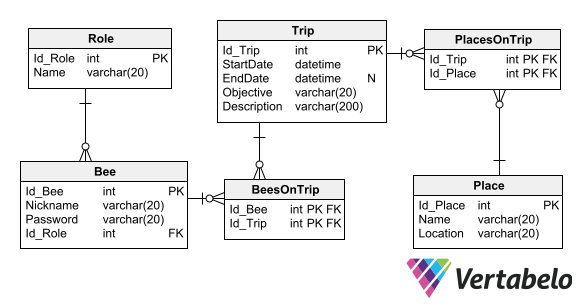 Role
Id_Role int PK
Name varchar(20)
Trip
Id_Trip int PK
StartDate datetime
EndDate datetime N
Objective varchar(20)
Description varchar(200)
PlacesOnTrip
Id_Trip int PK FK
Id_Place int PK FK
Bee
Id_Bee int PK
Nickname varchar(20)
Password varchar(20)
Id_Role int FK
BeesOnTrip
Id_Bee int PK FK
Id_Trip int PK FK
Place
Id_Place int PK
Name varchar(20)
Location varchar(20)
Vertabelo